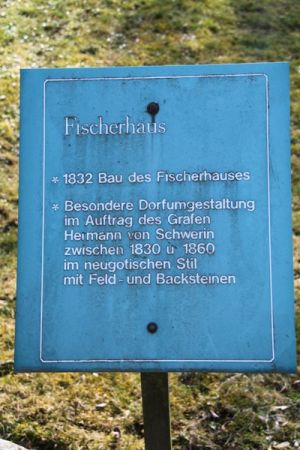 Fischerhaus
* 1832 Bau des Fischerhauses
* Besondere Dorfumgestaltung
im Auftrag des Grafen
Hermann von Schwerin
zwischen 1830 u. 1860
im neugotischen Stil
mit Feld- und Backsteinen